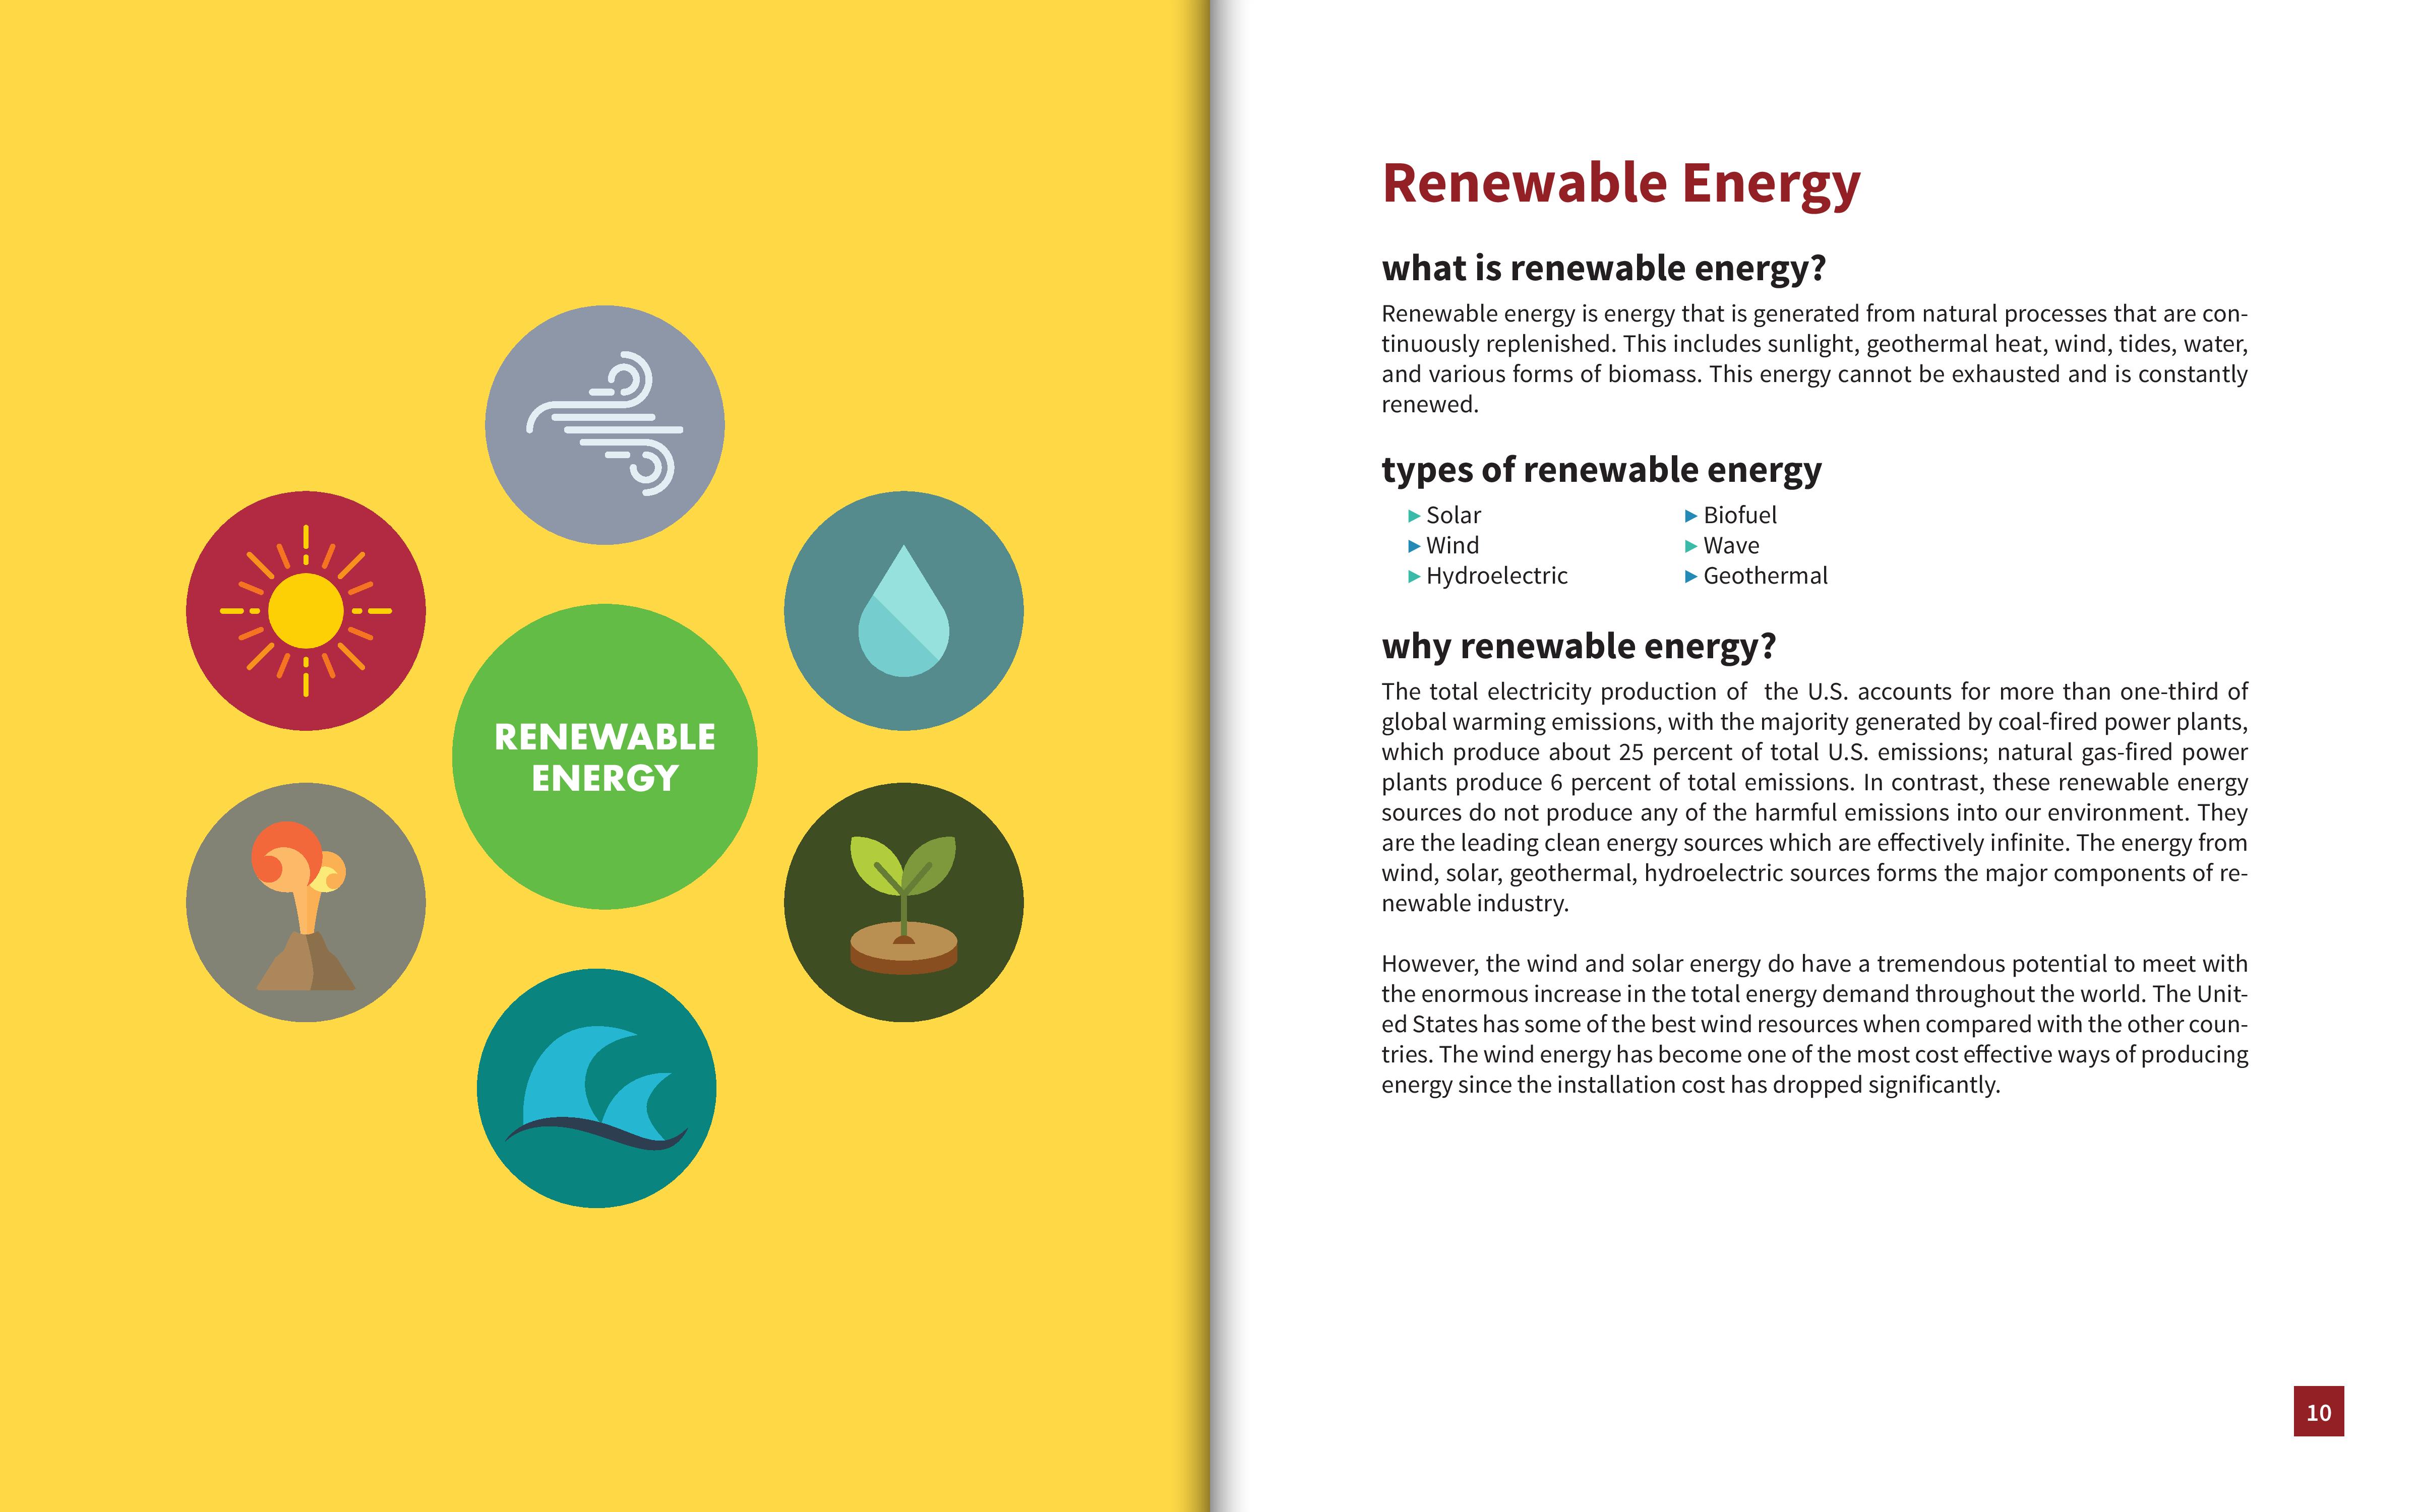 RENEWABLE
ENERGY
Renewable Energy
what is renewable energy?
Renewable energy is energy that is generated from natural processes that are con-
tinuously replenished. This includes sunlight, geothermal heat, wind, tides, water,
and various forms of biomass. This energy cannot be exhausted and is constantly
renewed.
types of renewable energy
▶ Solar
▶ Wind
▶ Hydroelectric
▶ Biofuel
▶ Wave
▶ Geothermal
why renewable energy?
The total electricity production of  the U.S. accounts for more than one-third of
global warming emissions, with the majority generated by coal-fired power plants,
which produce about 25 percent of total U.S. emissions; natural gas-fired power
plants produce 6 percent of total emissions. In contrast, these renewable energy
sources do not produce any of the harmful emissions into our environment. They
are the leading clean energy sources which are effectively infinite. The energy from
wind, solar, geothermal, hydroelectric sources forms the major components of re-
newable industry.
However, the wind and solar energy do have a tremendous potential to meet with
the enormous increase in the total energy demand throughout the world. The Unit-
ed States has some of the best wind resources when compared with the other coun-
tries. The wind energy has become one of the most cost effective ways of producing
energy since the installation cost has dropped significantly.
10